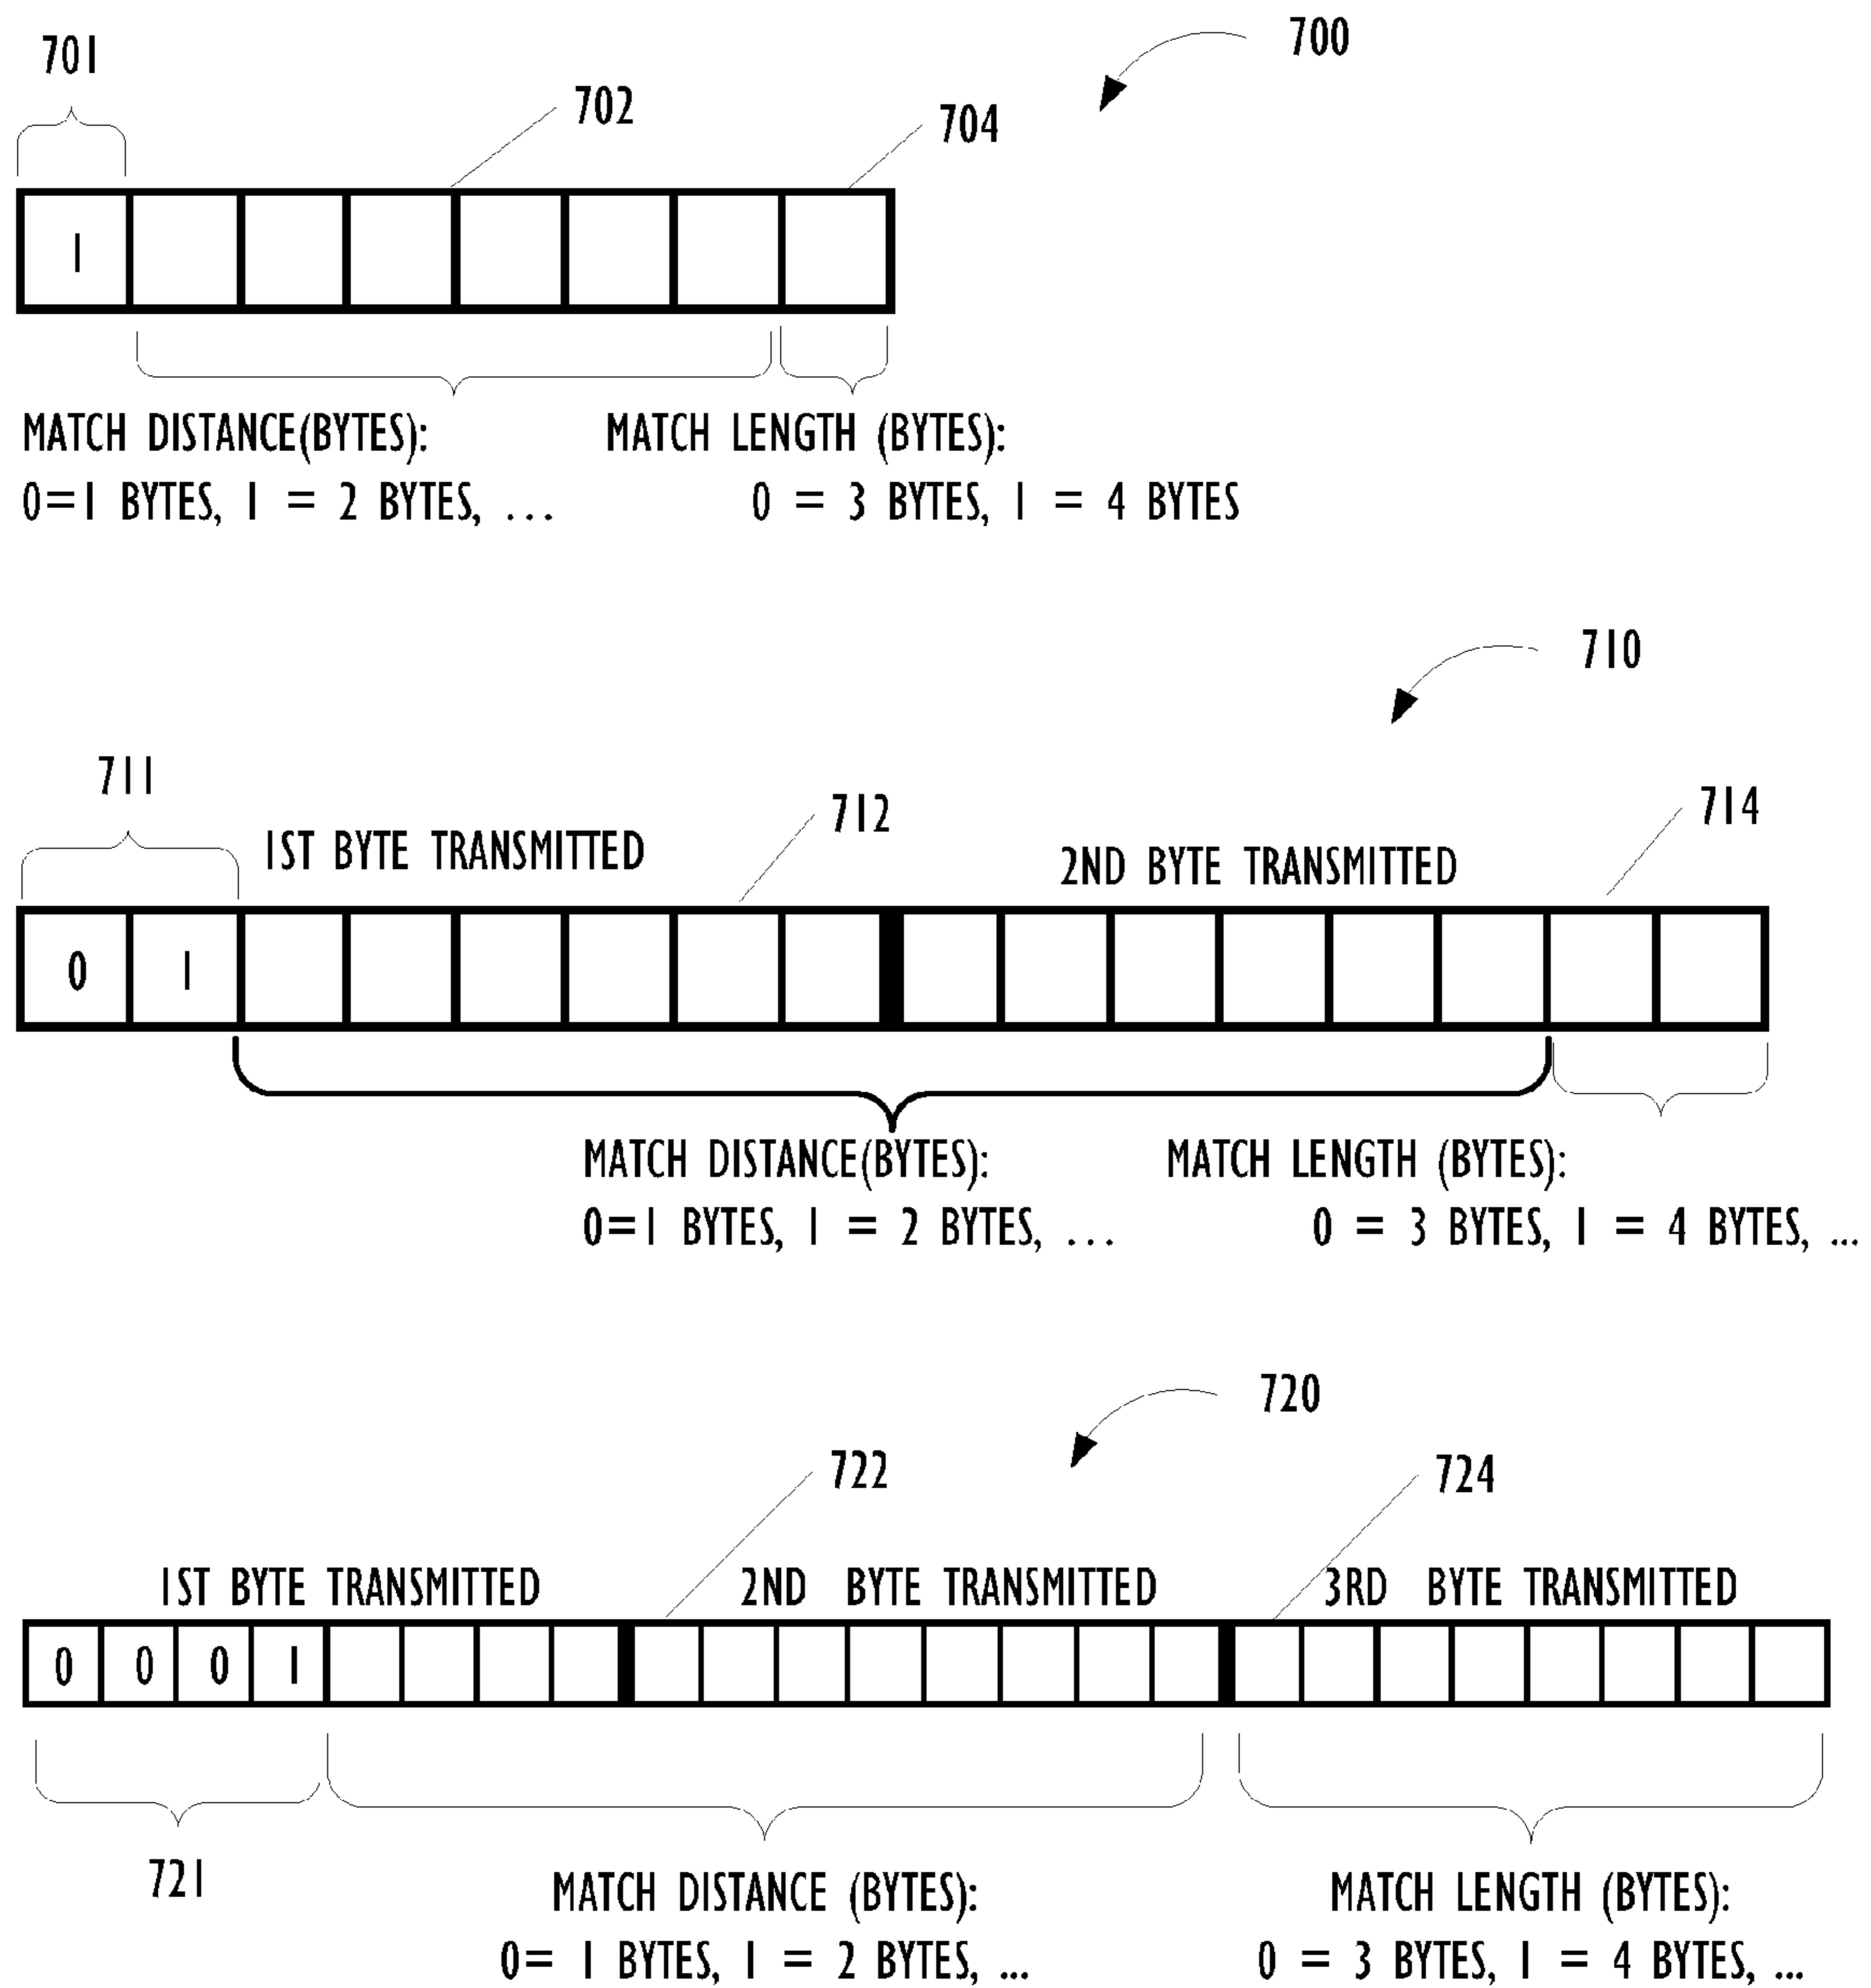 701
700
702
704
1
MATCH DISTANCE(BYTES):
0=1 BYTES, 1 = 2 BYTES, ...
MATCH LENGTH (BYTES):
0 = 3 BYTES, 1 = 4 BYTES
710
711
712
714
1ST BYTE TRANSMITTED
2ND BYTE TRANSMITTED
0 1
MATCH DISTANCE(BYTES):
0=1 BYTES, 1 = 2 BYTES, ...
MATCH LENGTH (BYTES):
0 = 3 BYTES, 1 = 4 BYTES, ...
720
722
724
1ST BYTE TRANSMITTED
2ND BYTE TRANSMITTED
3RD BYTE TRANSMITTED
0 0 0 1
721
MATCH DISTANCE (BYTES):
0= 1 BYTES, 1 = 2 BYTES, ...
MATCH LENGTH (BYTES):
0 = 3 BYTES, 1 = 4 BYTES, ...